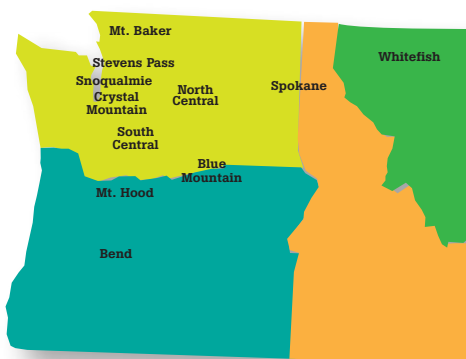 Mt. Baker
Stevens Pass
Whitefish
Snoqualmie
Spokane
North
Central
Crystal
Mountain
South
Central
Blue
Mountain
Mt. Hood
Bend